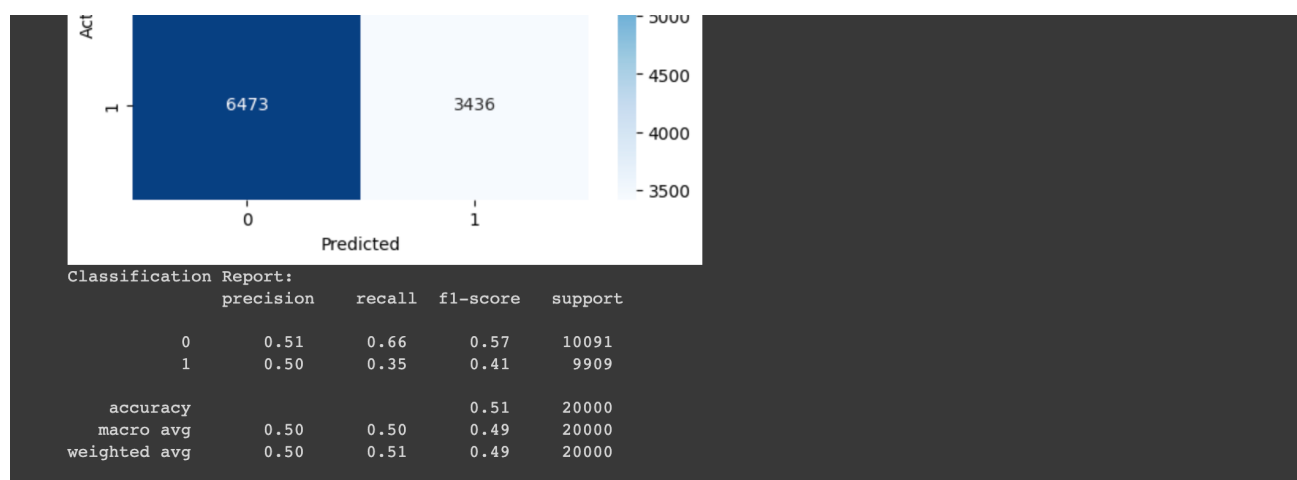 5000
Act
4500
1 6473 3436
4000
3500
0 1
Predicted
Classification Report:
precision recall f1-score support
0 0.51 0.66 0.57 10091
1 0.50 0.35 0.41 9909
accuracy 0.51 20000
macro avg 0.50 0.50 0.49 20000
weighted avg 0.50 0.51 0.49 20000